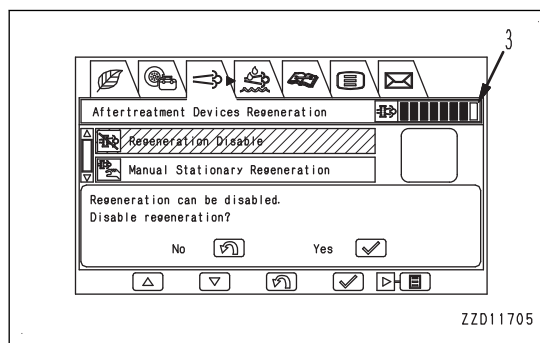 3
Aftertreatment Devices Regeneration
Regeneration Disable
Manual Stationary Regeneration
Regeneration can be disabled.
Disable regeneration?
No Yes
ZZD11705